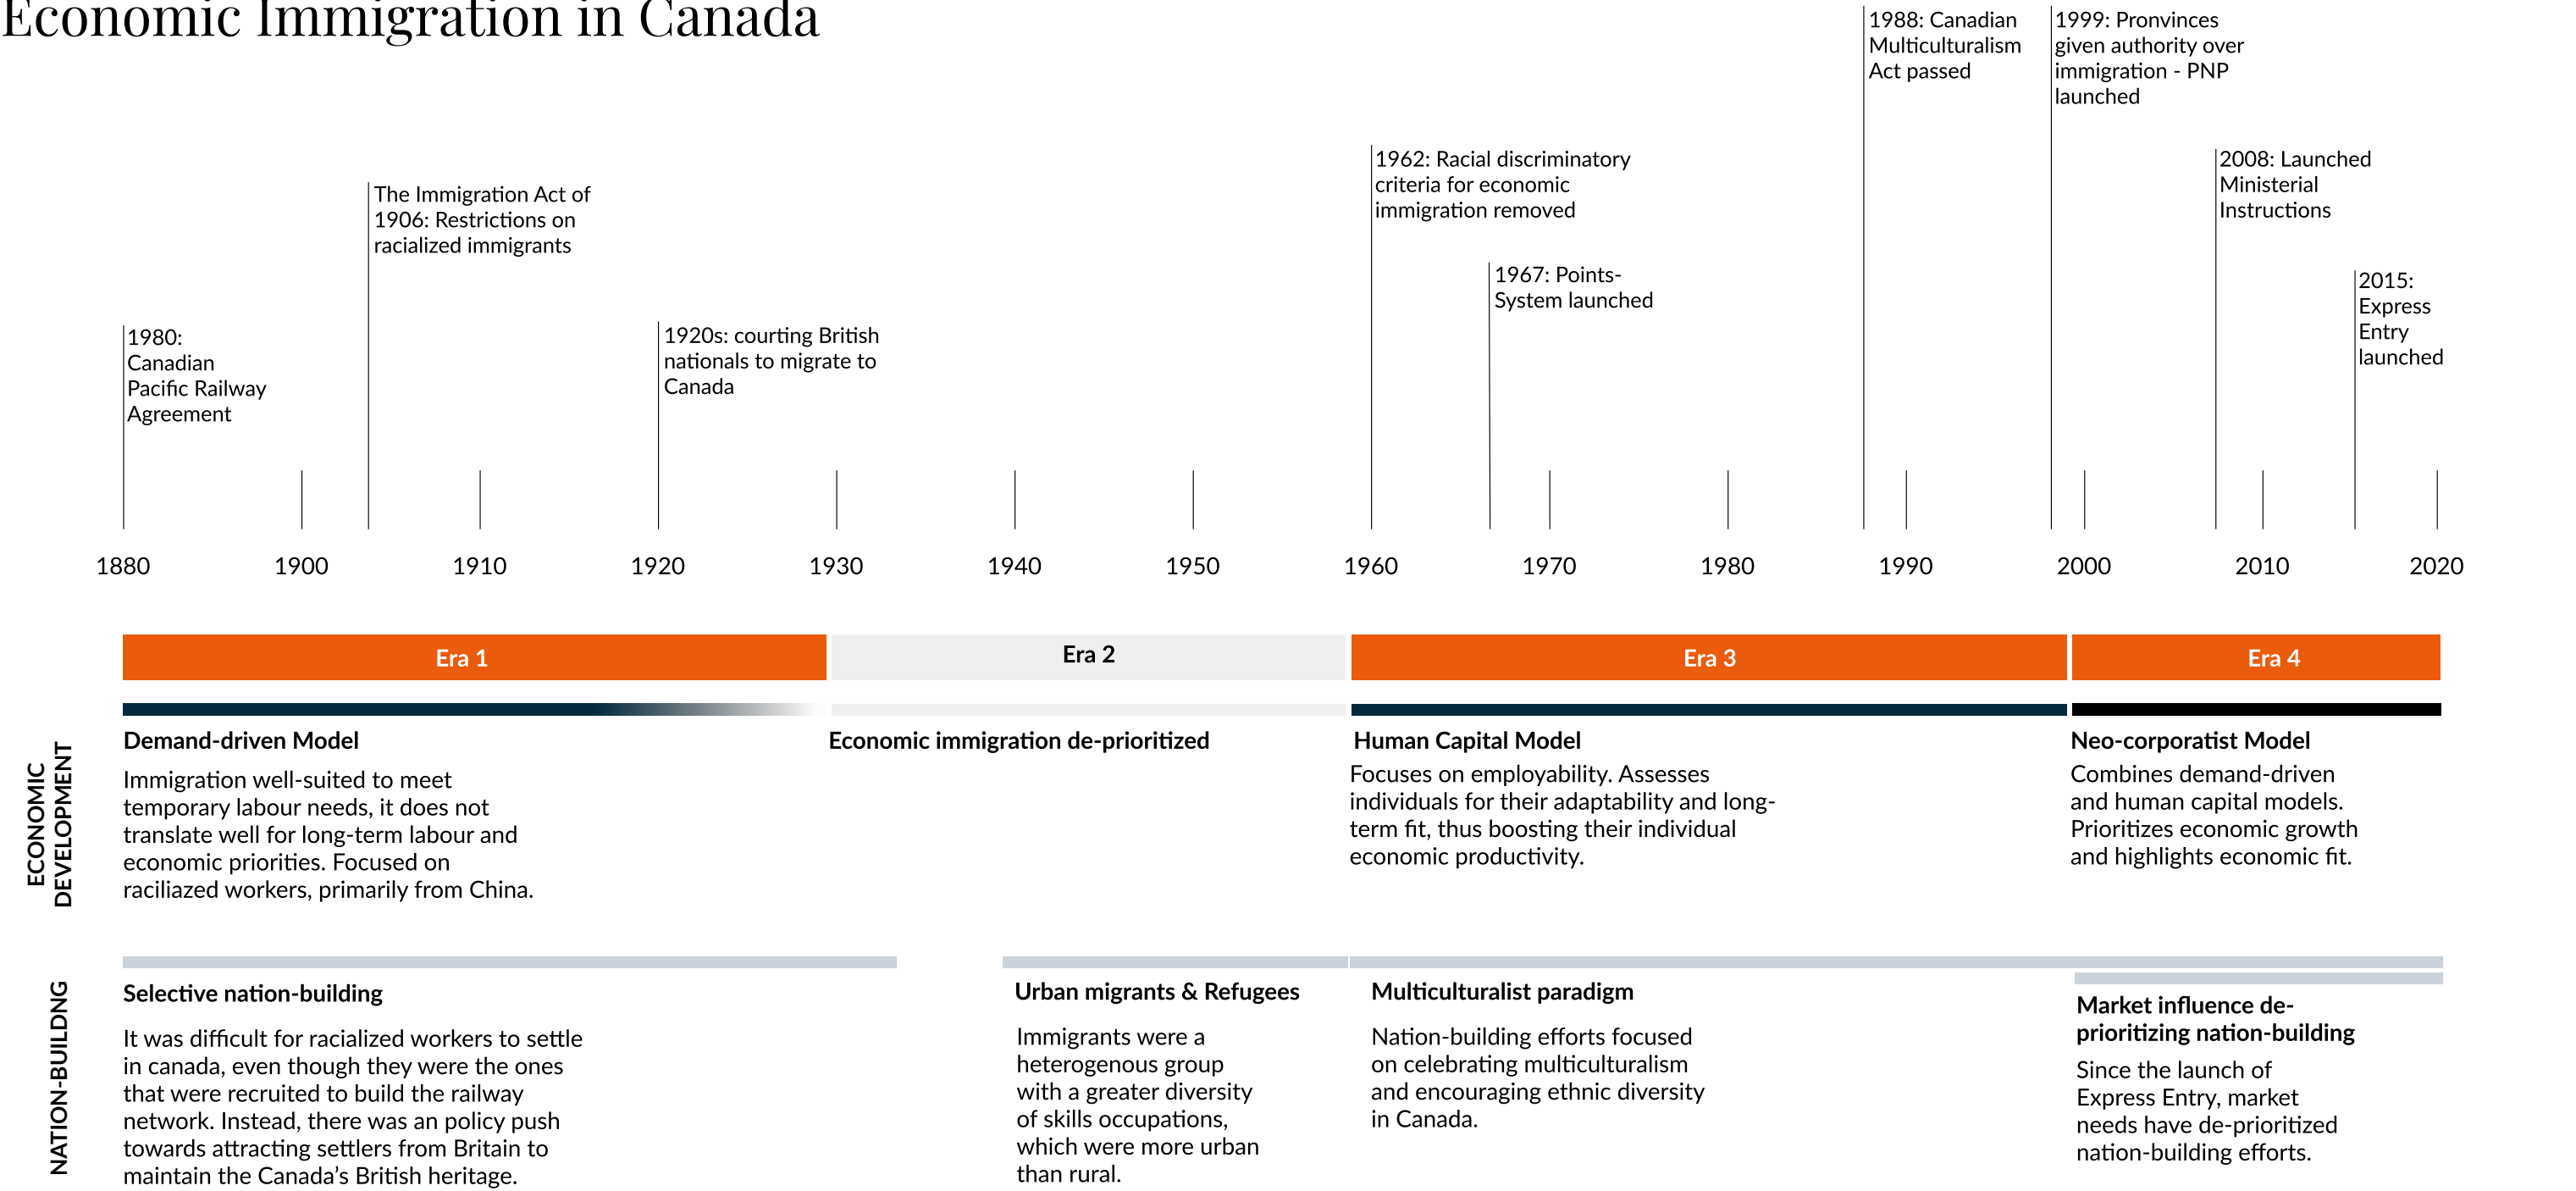 Economic Immigration in Canada
1988: Canadian
Multiculturalism
Act passed
1999: Pronvinces
given authority over
immigration - PNP
launched
1962: Racial discriminatory
criteria for economic
immigration removed
2008: Launched
Ministerial
Instructions
The Immigration Act of
1906: Restrictions on
racialized immigrants
1967: Points-
System launched
2015:
Express
Entry
launched
1980:
Canadian
Pacific Railway
Agreement
1920s: courting British
nationals to migrate to
Canada
1880 1900 1910 1920 1930 1940 1950 1960 1970 1980 1990 2000 2010 2020
Era 1 Era 2 Era 3 Era 4
ECONOMIC
DEVELOPMENT
Demand-driven Model
Immigration well-suited to meet
temporary labour needs, it does not
translate well for long-term labour and
economic priorities. Focused on
raciliazed workers, primarily from China.
Economic immigration de-prioritized
Human Capital Model
Focuses on employability. Assesses
individuals for their adaptability and long-
term fit, thus boosting their individual
economic productivity.
Neo-corporatist Model
Combines demand-driven
and human capital models.
Prioritizes economic growth
and highlights economic fit.
NATION-BUILDNG
Selective nation-building
It was difficult for racialized workers to settle
in canada, even though they were the ones
that were recruited to build the railway
network. Instead, there was an policy push
towards attracting settlers from Britain to
maintain the Canada’s British heritage.
Urban migrants & Refugees
Immigrants were a
heterogenous group
with a greater diversity
of skills occupations,
which were more urban
than rural.
Multiculturalist paradigm
Nation-building efforts focused
on celebrating multiculturalism
and encouraging ethnic diversity
in Canada.
Market influence de-
prioritizing nation-building
Since the launch of
Express Entry, market
needs have de-prioritized
nation-building efforts.